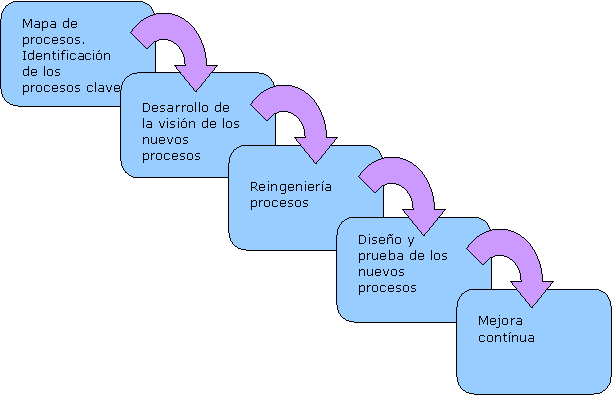 Mapa de
procesos.
Identificación
de los
procesos clave
Desarrollo de
la visión de los
nuevos
procesos
Reingeniería
procesos
Diseño y
prueba de los
nuevos
procesos
Mejora
contínua